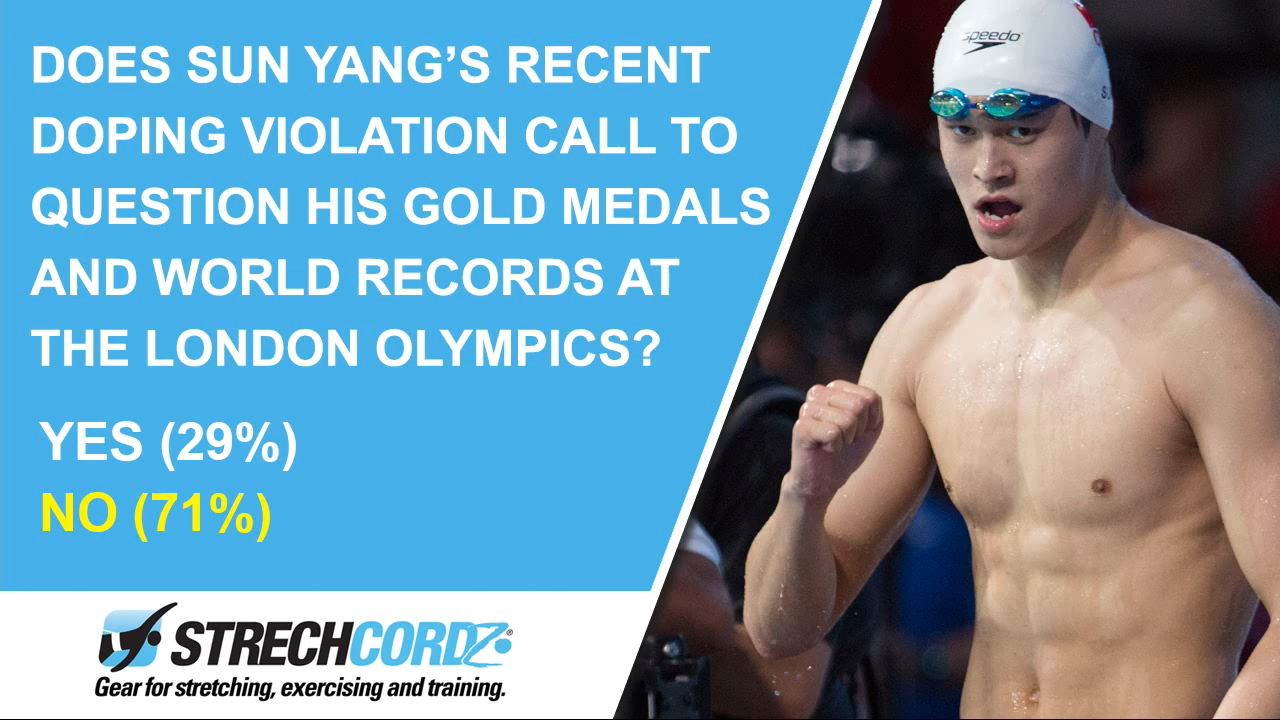 DOES SUN YANG’S RECENT
DOPING VIOLATION CALL TO
QUESTION HIS GOLD MEDALS
AND WORLD RECORDS AT
THE LONDON OLYMPICS?
YES (29%)
NO (71%)
STRECHCORDZ®
Gear for stretching, exercising and training.
speedo